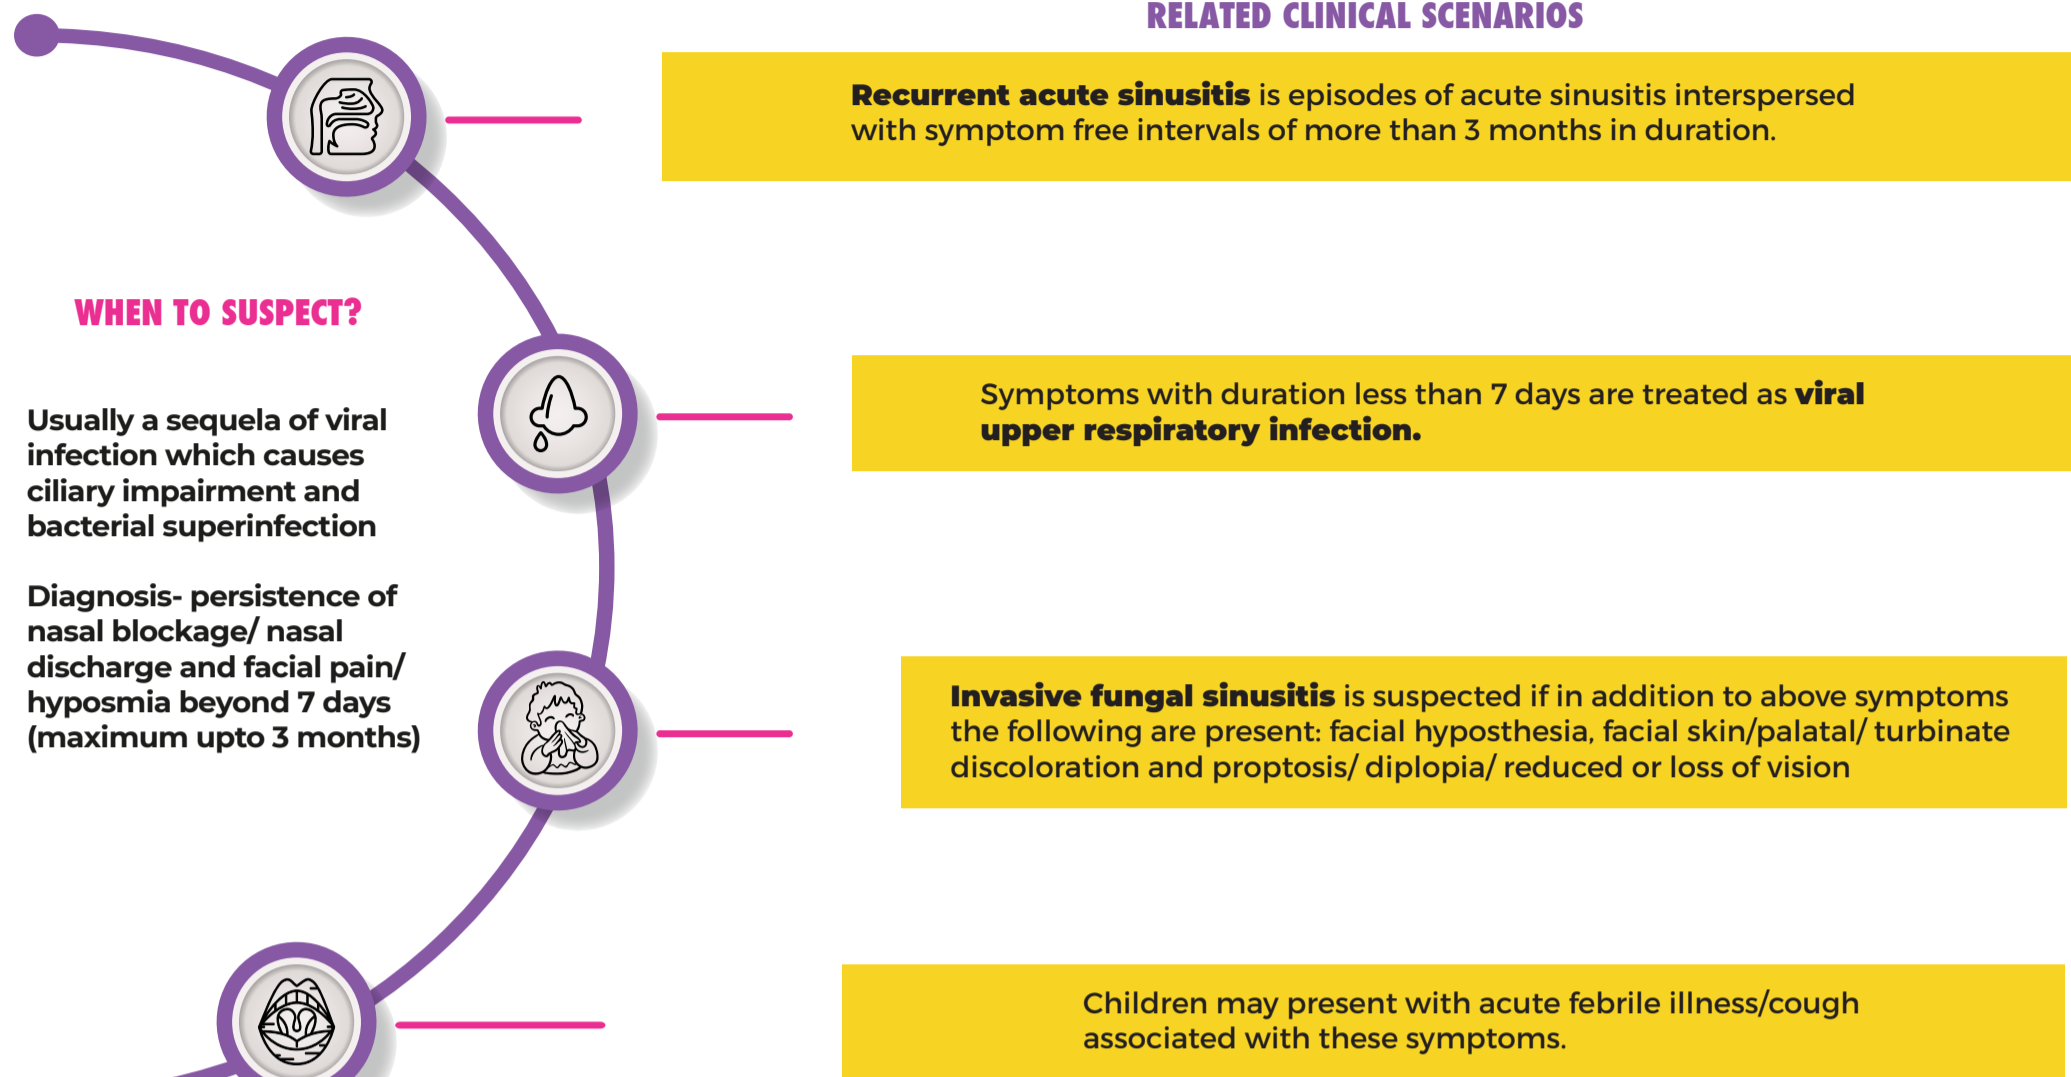 RELATED CLINICAL SCENARIOS
Recurrent acute sinusitis is episodes of acute sinusitis interspersed
with symptom free intervals of more than 3 months in duration.
WHEN TO SUSPECT?
Usually a sequela of viral
infection which causes
ciliary impairment and
bacterial superinfection
Diagnosis- persistence of
nasal blockage/ nasal
discharge and facial pain/
hyposmia beyond 7 days
(maximum upto 3 months)
Symptoms with duration less than 7 days are treated as viral
upper respiratory infection.
Invasive fungal sinusitis is suspected if in addition to above symptoms
the following are present: facial hyposthesia, facial skin/palatal/ turbinate
discoloration and proptosis/ diplopia/ reduced or loss of vision
Children may present with acute febrile illness/cough
associated with these symptoms.